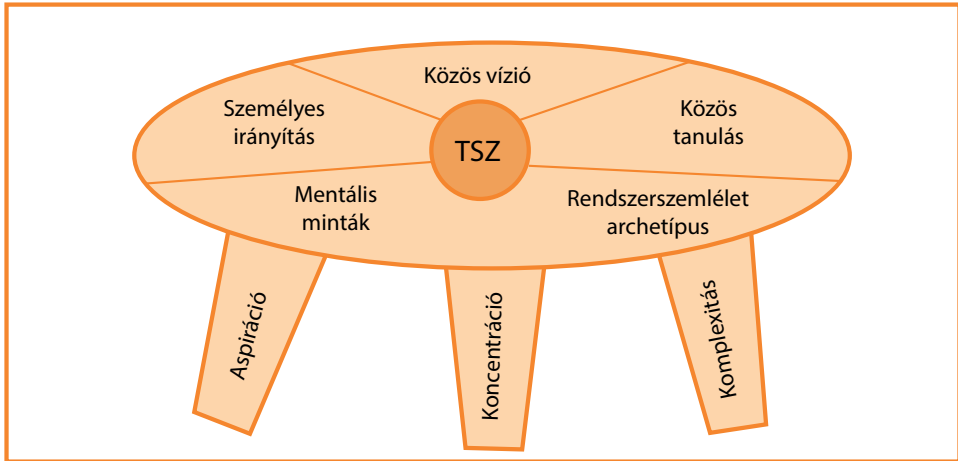 Közös vízió
Személyes
irányítás
Közös
tanulás
TSZ
Mentális
minták
Rendszerszemlélet
archetípus
Aspiráció
Koncentráció
Komplexitás